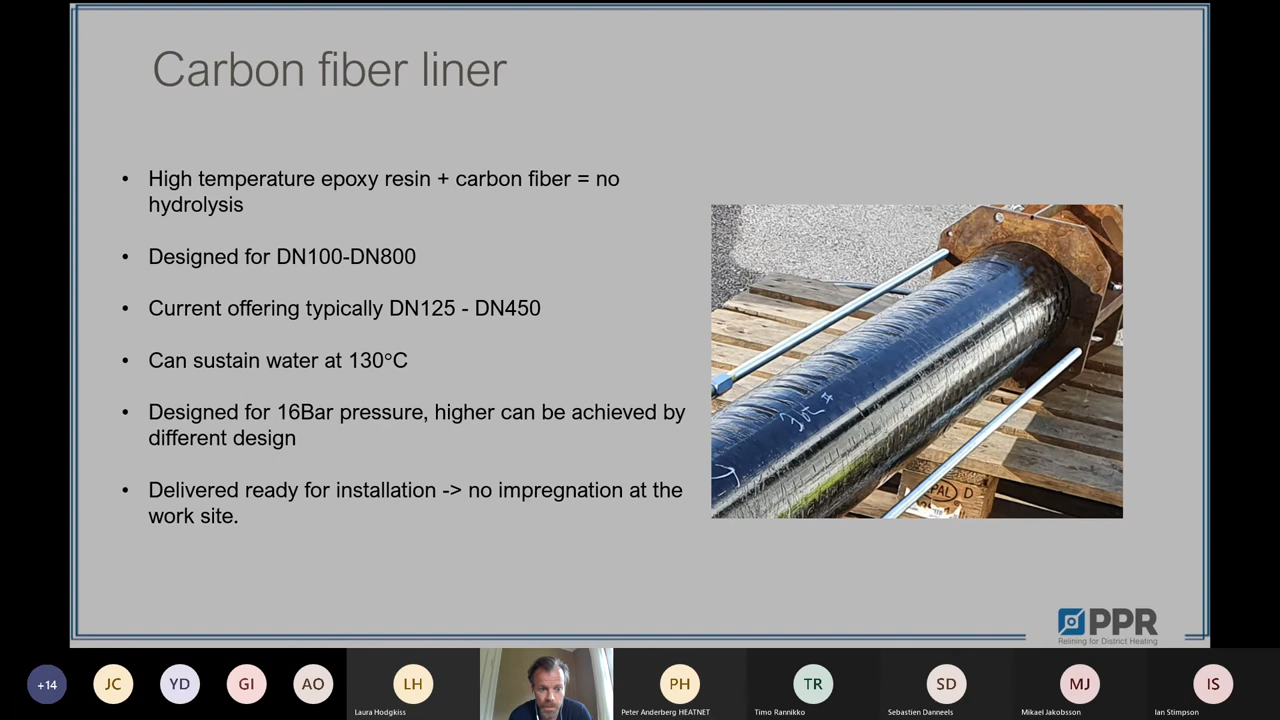 Carbon fiber liner
• High temperature epoxy resin + carbon fiber = no
hydrolysis
• Designed for DN100-DN800
• Current offering typically DN125 - DN450
• Can sustain water at 130°C
• Designed for 16Bar pressure, higher can be achieved by
different design
• Delivered ready for installation -> no impregnation at the
work site.
PPR
Relining for District Heating
+14
JC
YD
GI
AO
LH
PH
TR
SD
MJ
IS
Laura Hodgkiss
Peter Anderberg HEATNET
Timo Rannikko
Sebastien Danneels
Mikael Jakobsson
Ian Stimpson